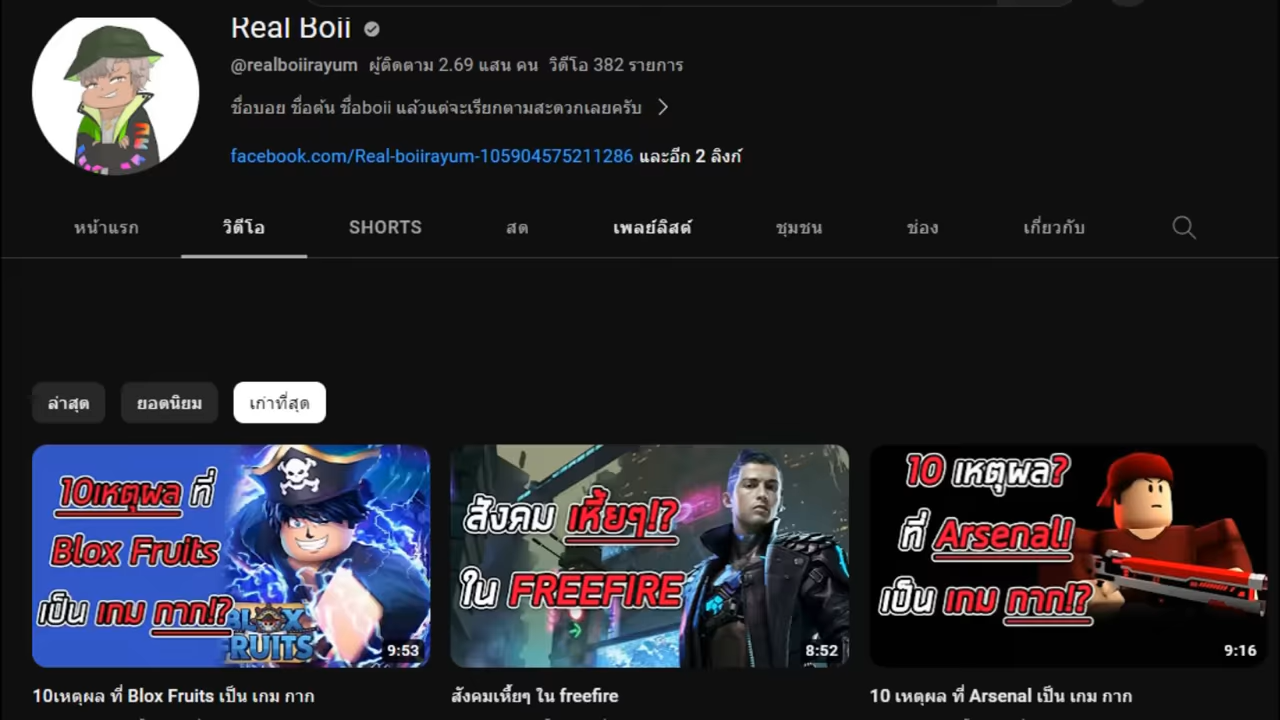 Real Boii
@realboiirayum ผู้ติดตาม 2.69 แสน คน วิดีโอ 382 รายการ
ชื่อบอย ชื่อต้น ชื่อboii แล้วแต่จะเรียกตามสะดวกเลยครับ
facebook.com/Real-boiirayum-105904575211286 และอีก 2 ลิงก์
หน้าแรก วิดีโอ SHORTS สด เพลย์ลิสต์ ชุมชน ช่อง เกี่ยวกับ
ล่าสุด ยอดนิยม เก่าที่สุด
10เหตุผล ที่
Blox Fruits
เป็น เกม กาก!?
BLOX
FRUITS
9:53
สังคม เหี้ยๆ!?
ใน FREEFIRE
8:52
10 เหตุผล?
ที่ Arsenal!
เป็น เกม กาก!?
9:16
10เหตุผล ที่ Blox Fruits เป็น เกม กาก
สังคมเหี้ยๆ ใน freefire
10 เหตุผล ที่ Arsenal เป็น เกม กาก